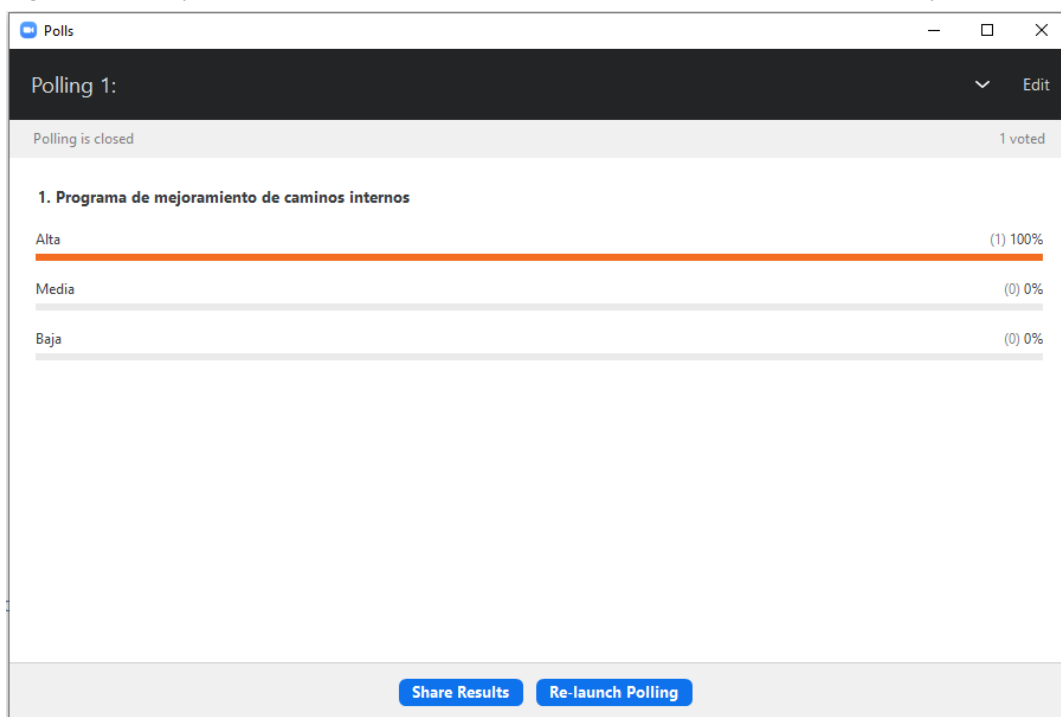 Polls
Polling 1:
Edit
Polling is closed
1 voted
1. Programa de mejoramiento de caminos internos
Alta
(1) 100%
Media
(0) 0%
Baja
(0) 0%
Share Results
Re-launch Polling